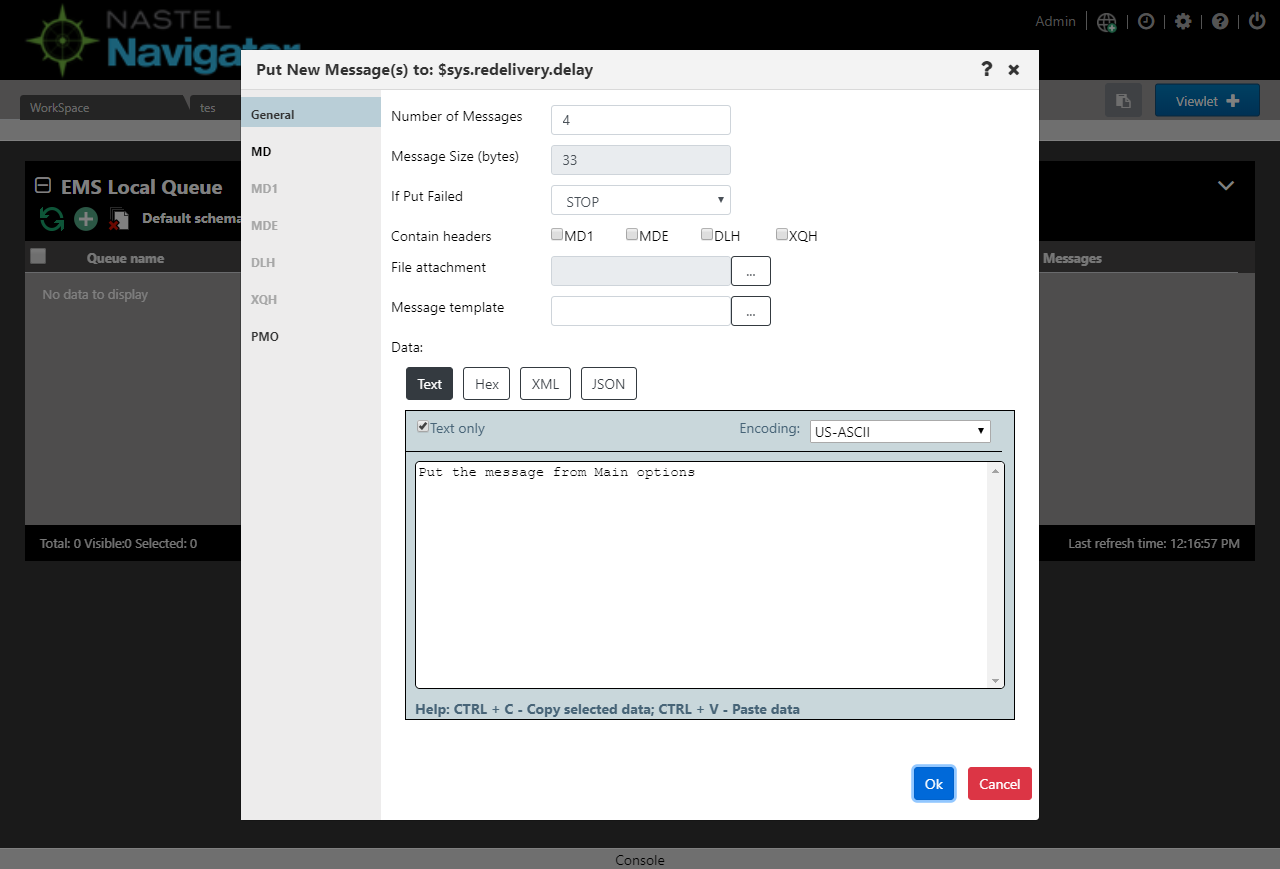 NASTEL
Navigator
Admin
WorkSpace
tes
Viewlet
EMS Local Queue
Default schema
Queue name
Messages
No data to display
Total: 0 Visible:0 Selected: 0
Last refresh time: 12:16:57 PM
Put New Message(s) to: $sys.redelivery.delay
? ×
General
MD
MD1
MDE
DLH
XQH
PMO
Number of Messages 4
Message Size (bytes) 33
If Put Failed STOP
Contain headers MD1 MDE DLH XQH
File attachment ...
Message template ...
Data:
Text Hex XML JSON
Text only Encoding: US-ASCII
Put the message from Main options
Help: CTRL + C - Copy selected data; CTRL + V - Paste data
Ok Cancel
Console